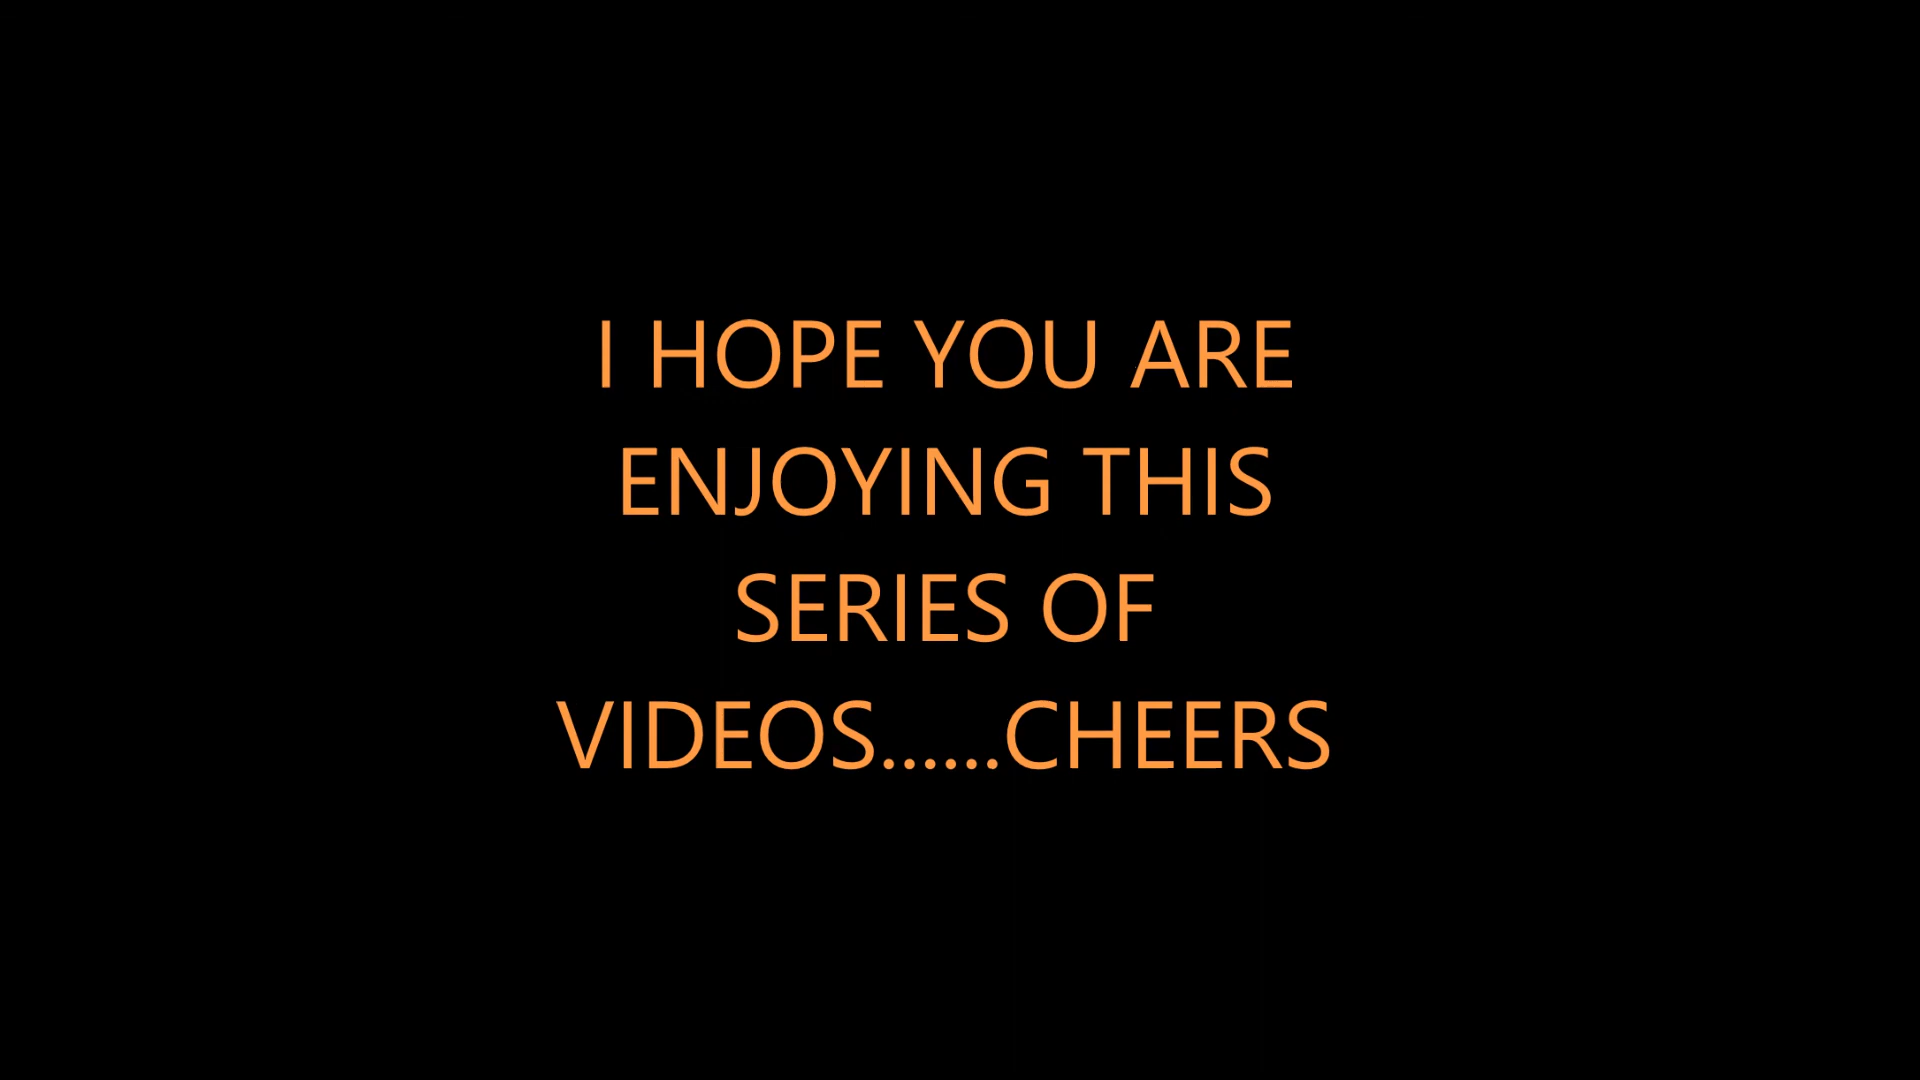 I HOPE YOU ARE
ENJOYING THIS
SERIES OF
VIDEOS......CHEERS